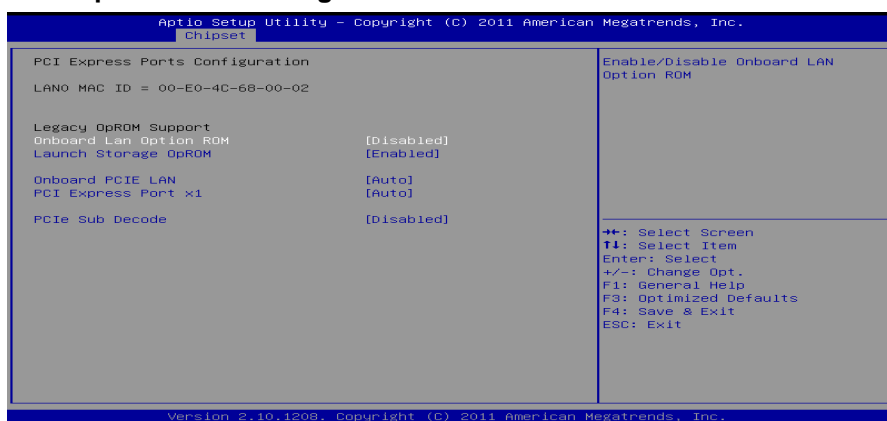 Aptio Setup Utility – Copyright (C) 2011 American Megatrends, Inc.
Chipset
PCI Express Ports Configuration
LAN0 MAC ID = 00-E0-4C-68-00-02
Legacy OpROM Support
Onboard Lan Option ROM [Disabled]
Launch Storage OpROM [Enabled]
Onboard PCIE LAN [Auto]
PCI Express Port x1 [Auto]
PCIe Sub Decode [Disabled]
Enable/Disable Onboard LAN
Option ROM
→←: Select Screen
↑↓: Select Item
Enter: Select
+/-: Change Opt.
F1: General Help
F3: Optimized Defaults
F4: Save & Exit
ESC: Exit
Version 2.10.1208. Copyright (C) 2011 American Megatrends, Inc.